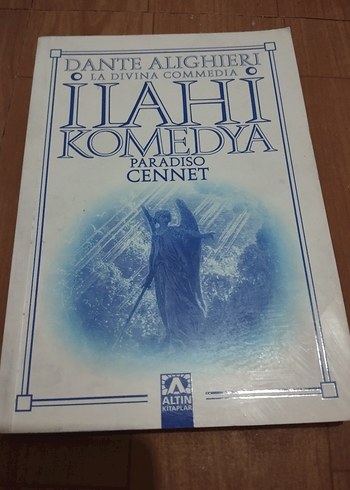 DANTE ALIGHIERI
LA DIVINA COMMEDIA
İLAHİ
KOMEDYA
PARADISO
CENNET
ALTIN
KİTAPLAR